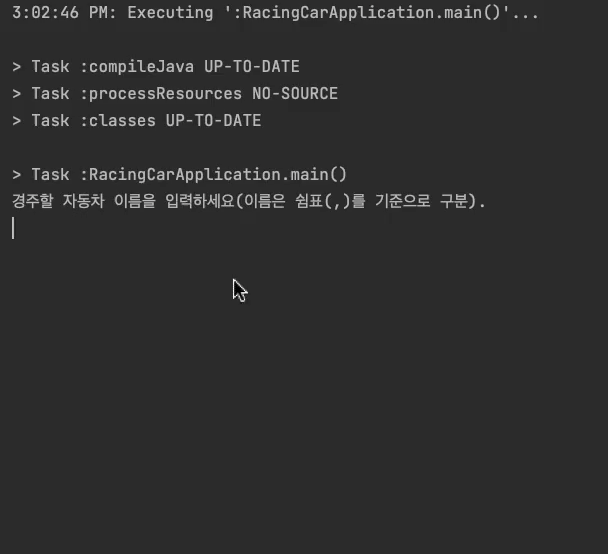 3:02:46 PM: Executing ':RacingCarApplication.main()'...
> Task :compileJava UP-TO-DATE
> Task :processResources NO-SOURCE
> Task :classes UP-TO-DATE
> Task :RacingCarApplication.main()
경주할 자동차 이름을 입력하세요(이름은 쉼표(,)를 기준으로 구분).